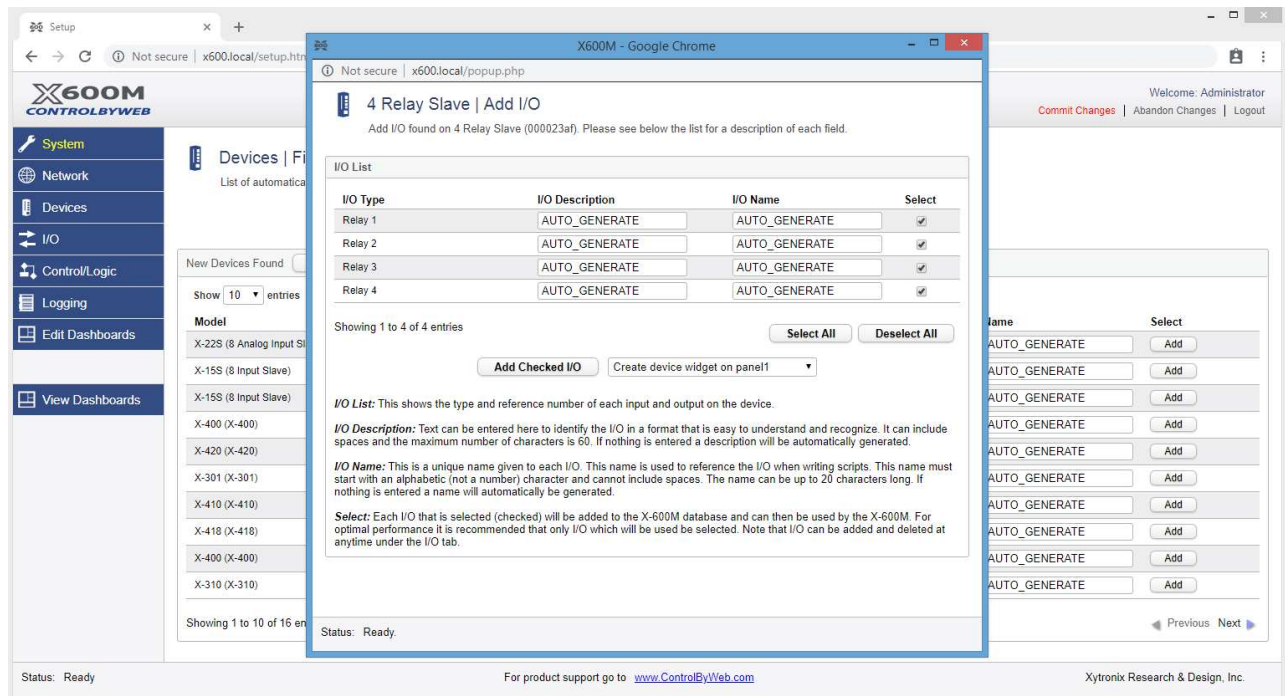 Setup
Not secure | x600.local/setup.htm
X600M
CONTROLBYWEB
Welcome: Administrator
Commit Changes | Abandon Changes | Logout
System
Network
Devices
I/O
Control/Logic
Logging
Edit Dashboards
View Dashboards
Devices | Fi
List of automatica
New Devices Found
Show 10 entries
Model
X-22S (8 Analog Input Sl
X-15S (8 Input Slave)
X-15S (8 Input Slave)
X-400 (X-400)
X-420 (X-420)
X-301 (X-301)
X-410 (X-410)
X-418 (X-418)
X-400 (X-400)
X-310 (X-310)
Showing 1 to 10 of 16 en
X600M - Google Chrome
Not secure | x600.local/popup.php
4 Relay Slave | Add I/O
Add I/O found on 4 Relay Slave (000023af). Please see below the list for a description of each field.
I/O List
I/O Type I/O Description I/O Name Select
Relay 1 AUTO_GENERATE AUTO_GENERATE
Relay 2 AUTO_GENERATE AUTO_GENERATE
Relay 3 AUTO_GENERATE AUTO_GENERATE
Relay 4 AUTO_GENERATE AUTO_GENERATE
Showing 1 to 4 of 4 entries
Select All Deselect All
Add Checked I/O Create device widget on panel1
I/O List: This shows the type and reference number of each input and output on the device.
I/O Description: Text can be entered here to identify the I/O in a format that is easy to understand and recognize. It can include
spaces and the maximum number of characters is 60. If nothing is entered a description will be automatically generated.
I/O Name: This is a unique name given to each I/O. This name is used to reference the I/O when writing scripts. This name must
start with an alphabetic (not a number) character and cannot include spaces. The name can be up to 20 characters long. If
nothing is entered a name will automatically be generated.
Select: Each I/O that is selected (checked) will be added to the X-600M database and can then be used by the X-600M. For
optimal performance it is recommended that only I/O which will be used be selected. Note that I/O can be added and deleted at
anytime under the I/O tab.
Status: Ready.
Name Select
AUTO_GENERATE Add
AUTO_GENERATE Add
AUTO_GENERATE Add
AUTO_GENERATE Add
AUTO_GENERATE Add
AUTO_GENERATE Add
AUTO_GENERATE Add
AUTO_GENERATE Add
AUTO_GENERATE Add
AUTO_GENERATE Add
Previous Next
Status: Ready
For product support go to www.ControlByWeb.com
Xytronix Research & Design, Inc.